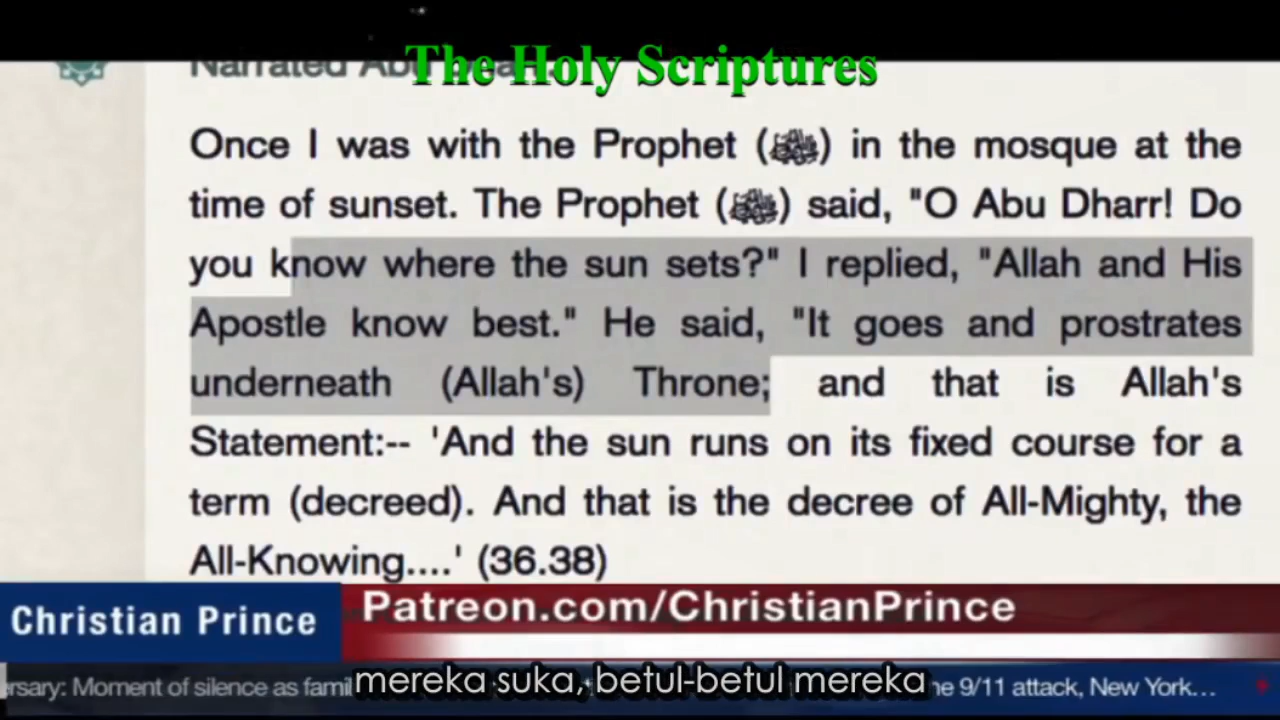 The Holy Scriptures
Narrated
Once I was with the Prophet (ﷺ) in the mosque at the
time of sunset. The Prophet (ﷺ) said, "O Abu Dharr! Do
you know where the sun sets?" I replied, "Allah and His
Apostle know best." He said, "It goes and prostrates
underneath (Allah's) Throne; and that is Allah's
Statement:-- 'And the sun runs on its fixed course for a
term (decreed). And that is the decree of All-Mighty, the
All-Knowing....' (36.38)
Christian Prince
Patreon.com/ChristianPrince
mereka suka, betul-betul mereka
ersary: Moment of silence as famil he 9/11 attack, New York...